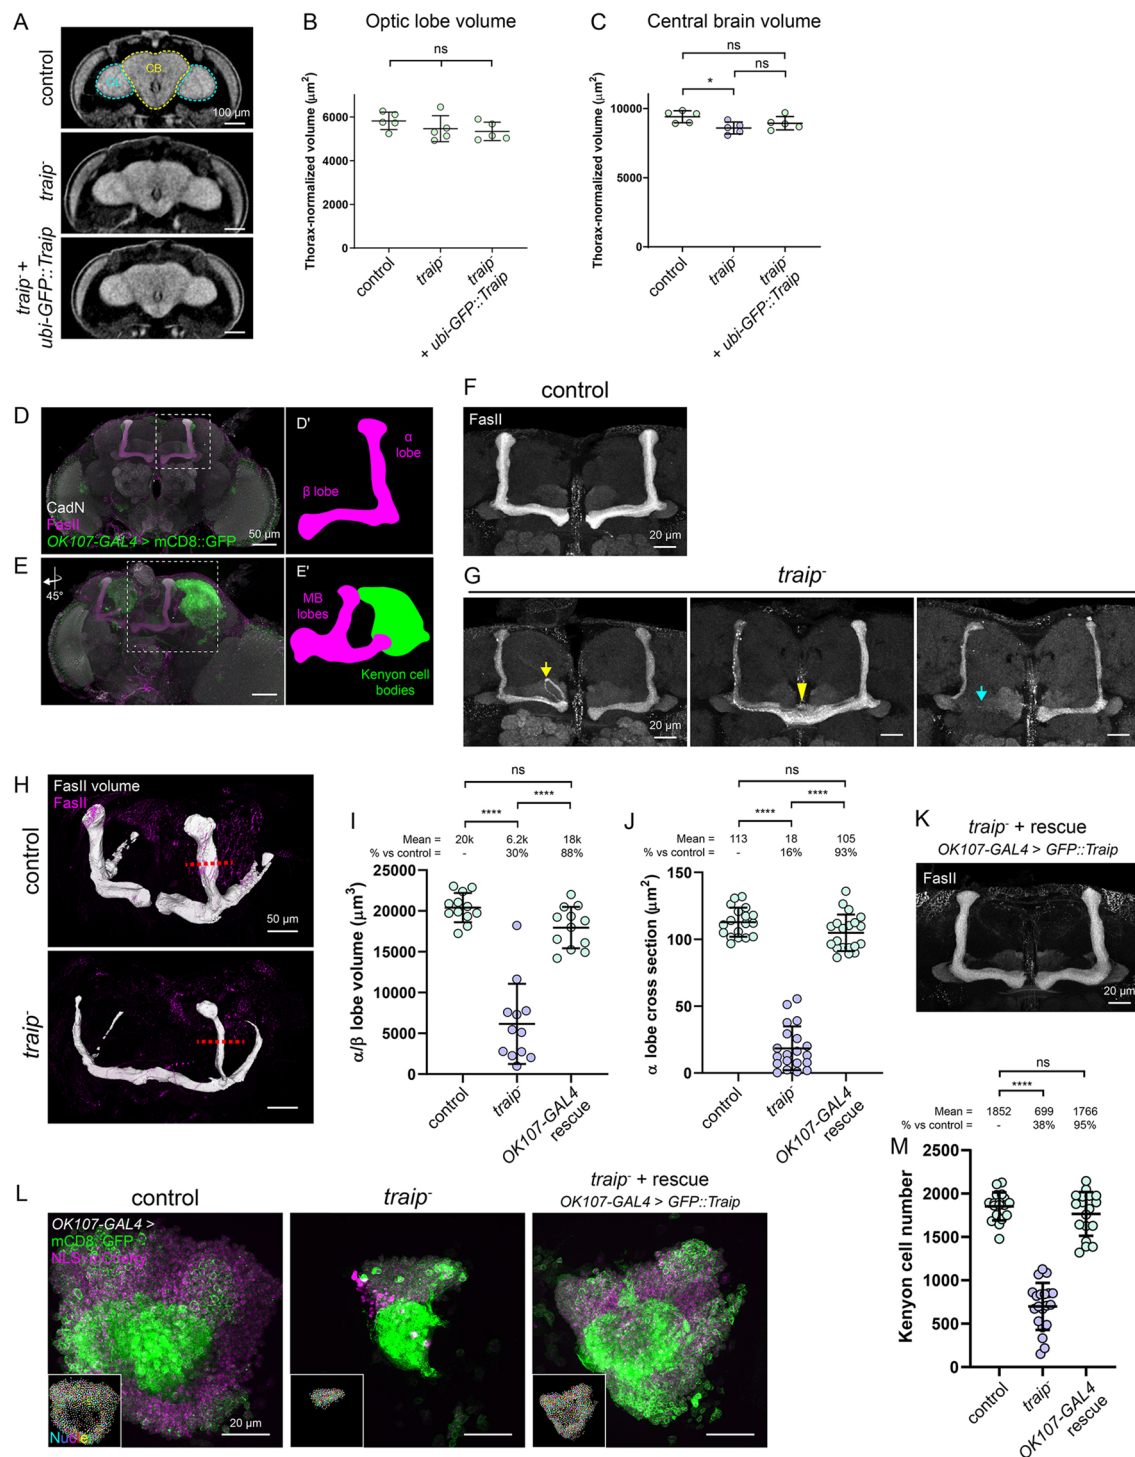 A
control
OL
CB
100 µm
traip-
traip- +
ubi-GFP::Traip
B
Optic lobe volume
ns
Thorax-normalized volume (µm²)
6000
4000
2000
0
control
traip-
traip-
+ ubi-GFP::Traip
C
Central brain volume
ns
ns
*
Thorax-normalized volume (µm²)
10000
5000
0
control
traip-
traip-
+ ubi-GFP::Traip
D
CadN
FasII
OK107-GAL4 > mCD8::GFP
50 µm
D'
α
lobe
β lobe
E
45°
E'
MB
lobes
Kenyon cell
bodies
F
control
FasII
20 µm
G
traip-
20 µm
H
FasII volume
FasII
control
50 µm
traip-
I
ns
****
****
Mean = 20k 6.2k 18k
% vs control = - 30% 88%
α/β lobe volume (µm³)
25000
20000
15000
10000
5000
0
control
traip-
OK107-GAL4
rescue
J
ns
****
****
Mean = 113 18 105
% vs control = - 16% 93%
α lobe cross section (µm²)
150
100
50
0
control
traip-
OK107-GAL4
rescue
K
traip- + rescue
OK107-GAL4 > GFP::Traip
FasII
20 µm
L
control
OK107-GAL4 >
mCD8::GFP
NLS::mCherry
Nuclei
20 µm
traip-
traip- + rescue
OK107-GAL4 > GFP::Traip
M
ns
****
Mean = 1852 699 1766
% vs control = - 38% 95%
Kenyon cell number
2500
2000
1500
1000
500
0
control
traip-
OK107-GAL4
rescue